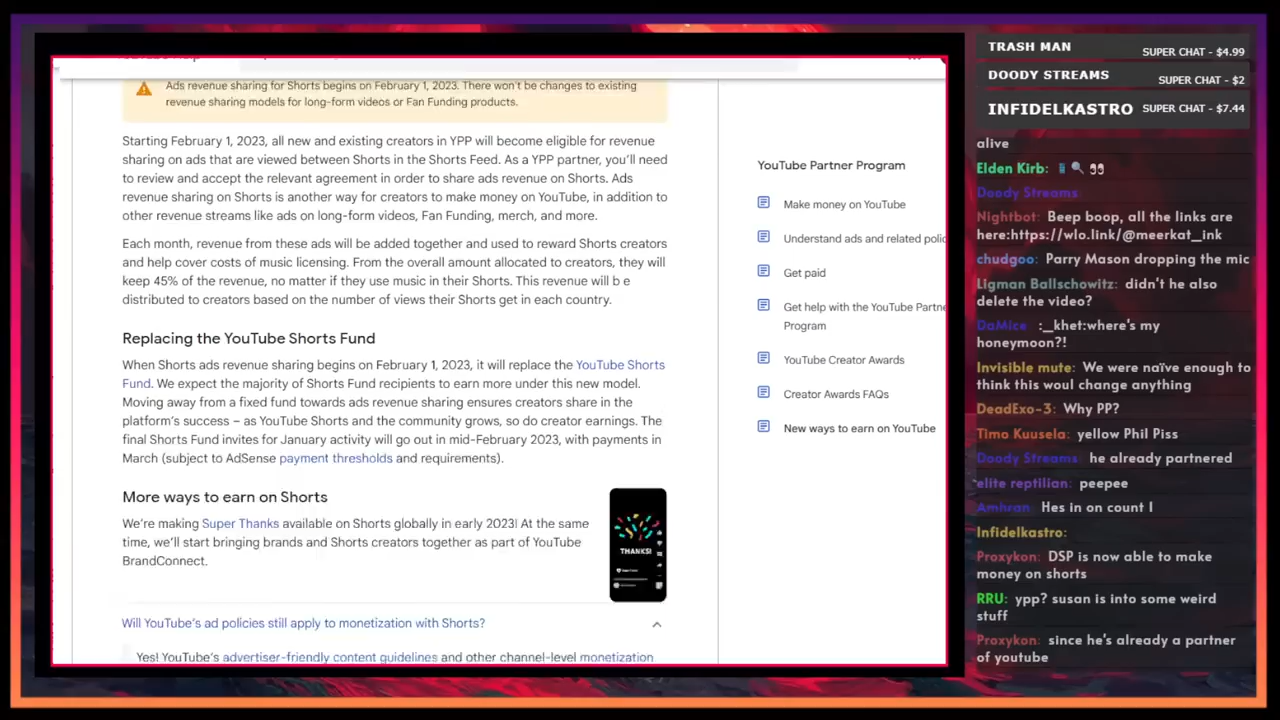 Ads revenue sharing for Shorts begins on February 1, 2023. There won't be changes to existing
revenue sharing models for long-form videos or Fan Funding products.
Starting February 1, 2023, all new and existing creators in YPP will become eligible for revenue
sharing on ads that are viewed between Shorts in the Shorts Feed. As a YPP partner, you'll need
to review and accept the relevant agreement in order to share ads revenue on Shorts. Ads
revenue sharing on Shorts is another way for creators to make money on YouTube, in addition to
other revenue streams like ads on long-form videos, Fan Funding, merch, and more.
Each month, revenue from these ads will be added together and used to reward Shorts creators
and help cover costs of music licensing. From the overall amount allocated to creators, they will
keep 45% of the revenue, no matter if they use music in their Shorts. This revenue will b e
distributed to creators based on the number of views their Shorts get in each country.
Replacing the YouTube Shorts Fund
When Shorts ads revenue sharing begins on February 1, 2023, it will replace the YouTube Shorts
Fund. We expect the majority of Shorts Fund recipients to earn more under this new model.
Moving away from a fixed fund towards ads revenue sharing ensures creators share in the
platform's success – as YouTube Shorts and the community grows, so do creator earnings. The
final Shorts Fund invites for January activity will go out in mid-February 2023, with payments in
March (subject to AdSense payment thresholds and requirements).
More ways to earn on Shorts
We're making Super Thanks available on Shorts globally in early 2023! At the same
time, we'll start bringing brands and Shorts creators together as part of YouTube
BrandConnect.
THANKS!
Will YouTube's ad policies still apply to monetization with Shorts?
Yes! YouTube's advertiser-friendly content guidelines and other channel-level monetization
YouTube Partner Program
Make money on YouTube
Understand ads and related polic
Get paid
Get help with the YouTube Partne
Program
YouTube Creator Awards
Creator Awards FAQs
New ways to earn on YouTube
TRASH MAN SUPER CHAT - $4.99
DOODY STREAMS SUPER CHAT - $2
INFIDELKASTRO SUPER CHAT - $7.44
alive
Elden Kirb:
Doody Streams:
Nightbot: Beep boop, all the links are
here:https://wlo.link/@meerkat_ink
chudgoo: Parry Mason dropping the mic
Ligman Ballschowitz: didn't he also
delete the video?
DaMice :_khet:where's my
honeymoon?!
Invisible mute: We were naïve enough to
think this woul change anything
DeadExo-3: Why PP?
Timo Kuusela: yellow Phil Piss
Doody Streams: he already partnered
elite reptilian: peepee
Amhran: Hes in on count I
Infidelkastro:
Proxykon: DSP is now able to make
money on shorts
RRU: ypp? susan is into some weird
stuff
Proxykon: since he's already a partner
of youtube